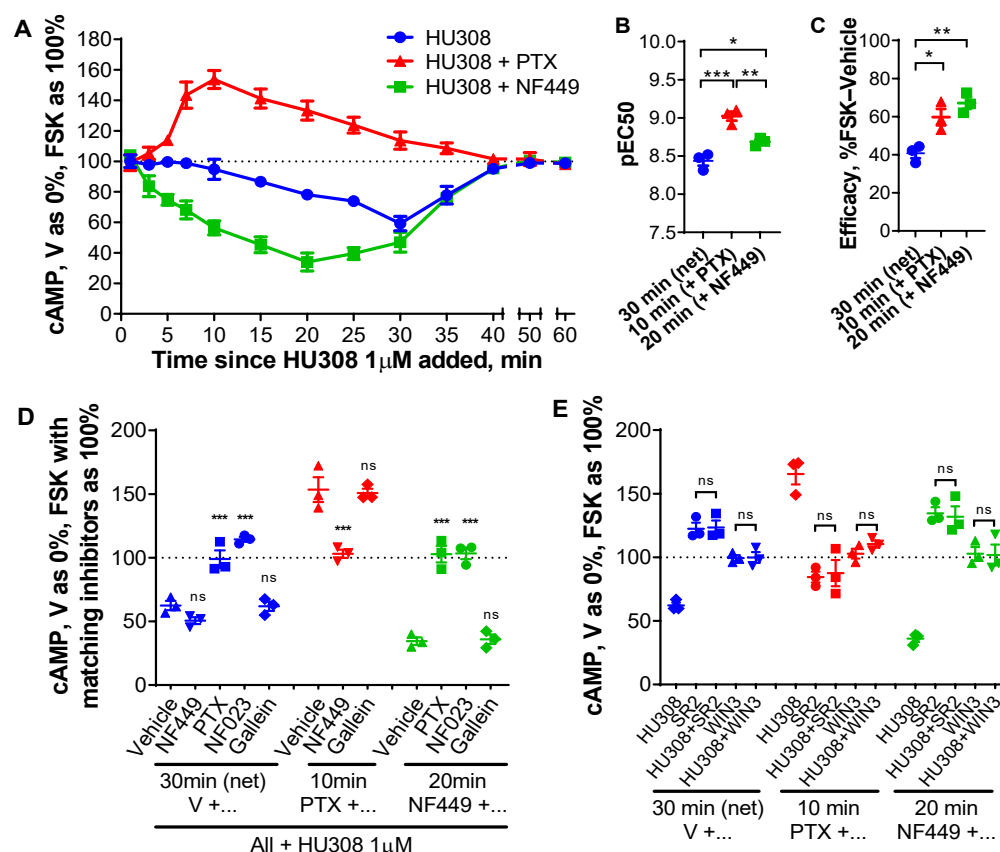 A
cAMP, V as 0%, FSK as 100%
180
160
140
120
100
80
60
40
20
0
0
5
10
15
20
25
30
35
40
50
60
Time since HU308 1μM added, min
HU308
HU308 + PTX
HU308 + NF449
B
pEC50
10.0
9.5
9.0
8.5
8.0
7.5
*
*** **
30 min (net)
10 min (+ PTX)
20 min (+ NF449)
C
Efficacy, %FSK–Vehicle
100
80
60
40
20
0
**
*
30 min (net)
10 min (+ PTX)
20 min (+ NF449)
D
cAMP, V as 0%, FSK with
matching inhibitors as 100%
200
150
100
50
0
ns
***
***
ns
***
ns
***
***
ns
Vehicle
NF449
PTX
NF023
Gallein
Vehicle
NF449
Gallein
Vehicle
PTX
NF023
Gallein
30min (net)
V +...
10min
PTX +...
20min
NF449 +...
All + HU308 1μM
E
cAMP, V as 0%, FSK as 100%
200
150
100
50
0
ns
ns
ns
ns
ns
ns
HU308
SR2
HU308+SR2
WIN3
HU308+WIN3
HU308
SR2
HU308+SR2
WIN3
HU308+WIN3
HU308
SR2
HU308+SR2
WIN3
HU308+WIN3
30 min (net)
V +...
10 min
PTX +...
20 min
NF449 +...